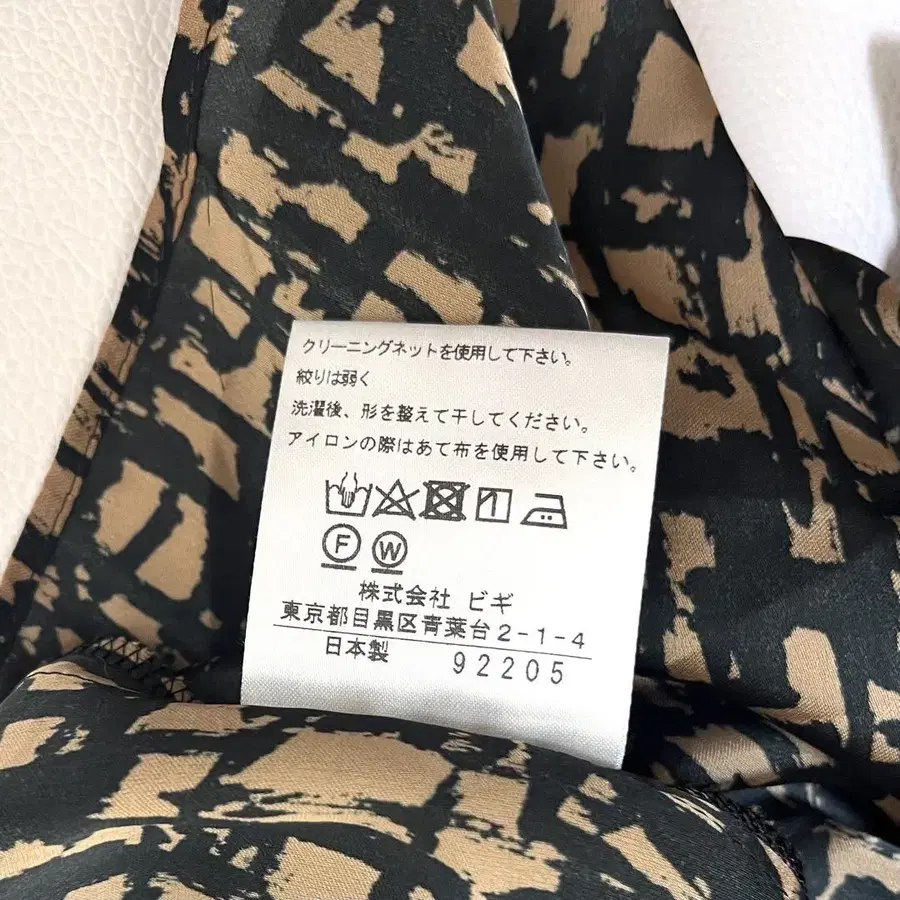 クリーニングネットを使用して下さい。
絞りは弱く
洗濯後、形を整えて干してください。
アイロンの際はあて布を使用して下さい。
F W
株式会社 ビギ
東京都目黒区青葉台2-1-4
日本製 92205